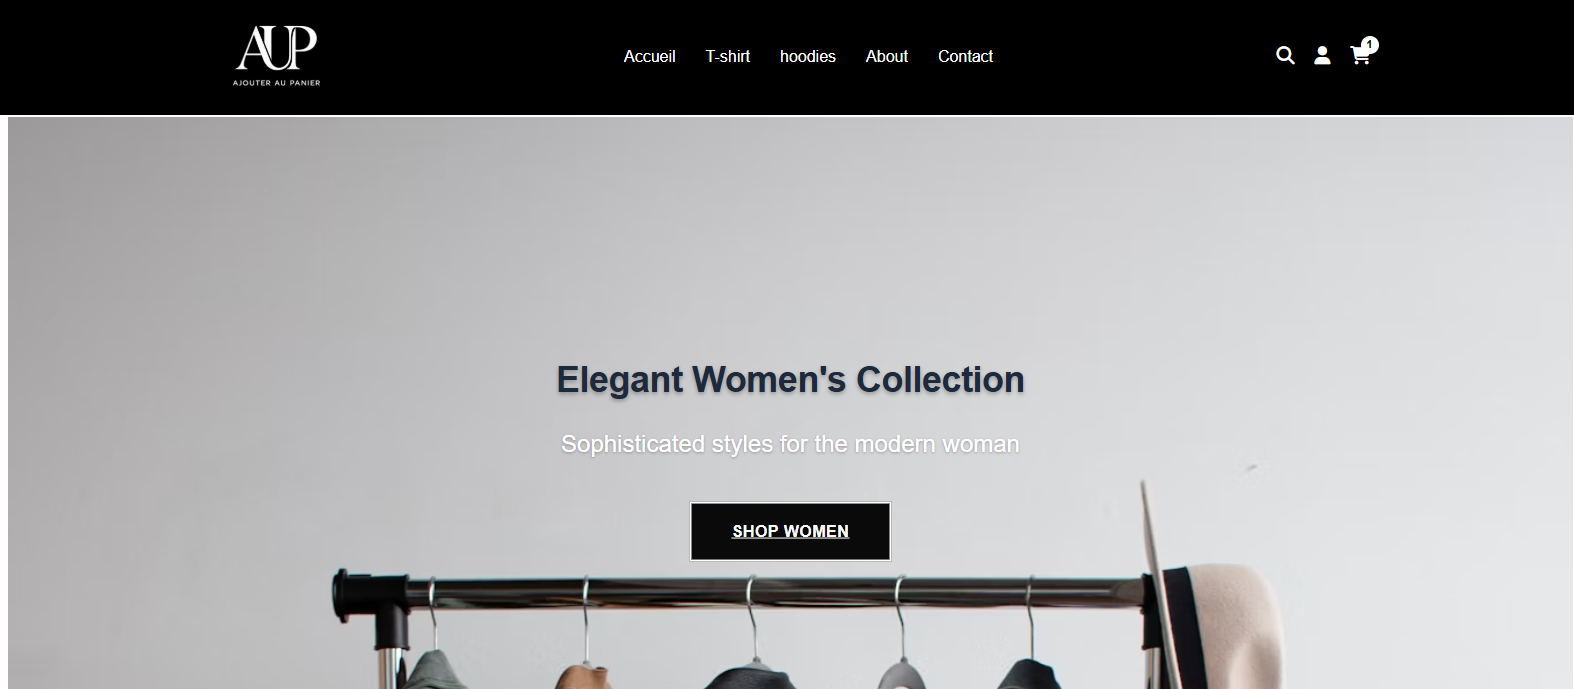 AUP
AJOUTER AU PANIER
Accueil T-shirt hoodies About Contact
1
Elegant Women's Collection
Sophisticated styles for the modern woman
SHOP WOMEN